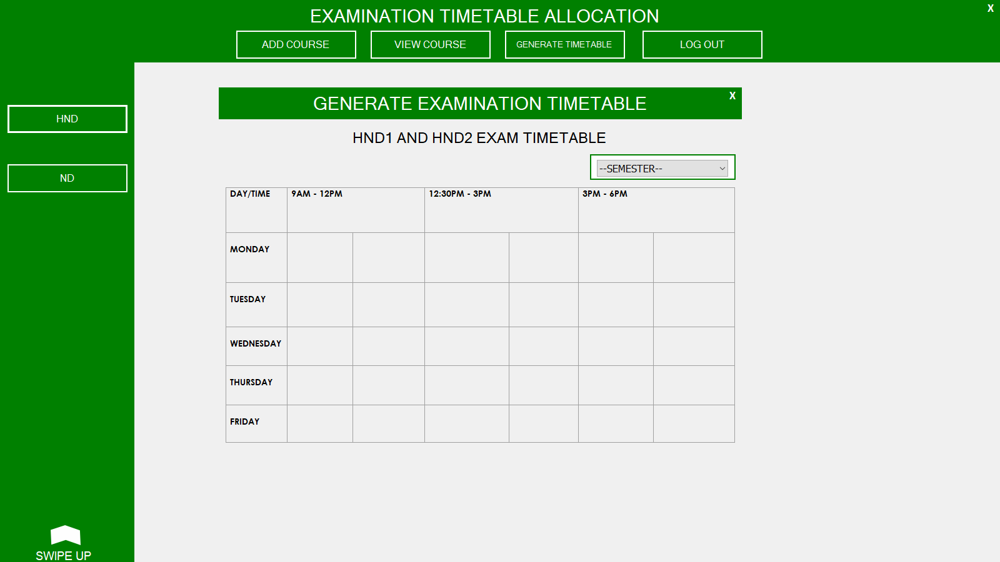 EXAMINATION TIMETABLE ALLOCATION
X
ADD COURSE
VIEW COURSE
GENERATE TIMETABLE
LOG OUT
HND
ND
SWIPE UP
GENERATE EXAMINATION TIMETABLE
X
HND1 AND HND2 EXAM TIMETABLE
--SEMESTER--
DAY/TIME
9AM - 12PM
12:30PM - 3PM
3PM - 6PM
MONDAY
TUESDAY
WEDNESDAY
THURSDAY
FRIDAY